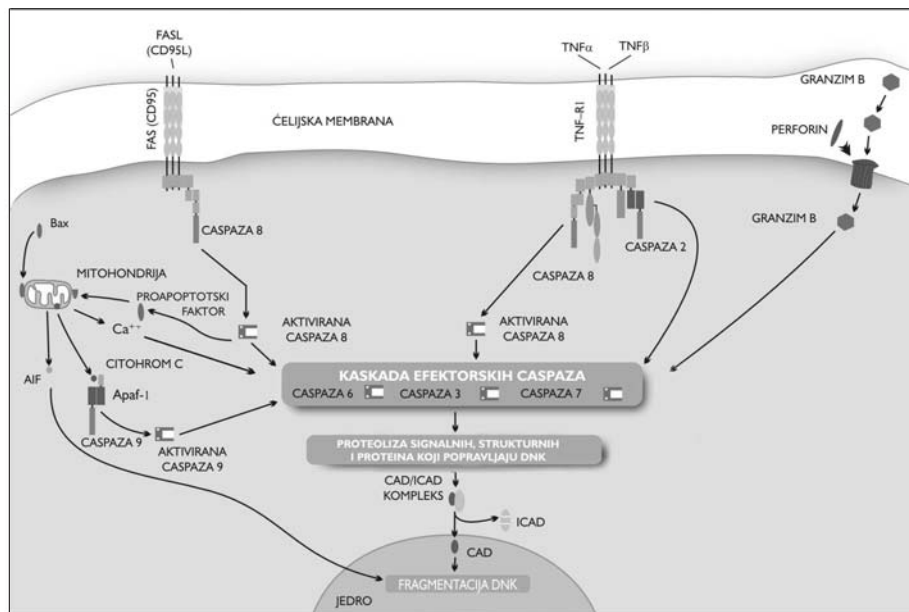 FASL
(CD95L)
TNFα
TNFβ
GRANZIM B
FAS (CD95)
ĆELIJSKA MEMBRANA
TNF-RI
PERFORIN
Bax
CASPAZA 8
GRANZIM B
CASPAZA 2
MITOHONDRIJA
CASPAZA 8
PROAPOPTOTSKI
FAKTOR
Ca++
AKTIVIRANA
CASPAZA 8
AKTIVIRANA
CASPAZA 8
CITOHROM C
AIF
Apaf-1
KASKADA EFEKTORSKIH CASPAZA
CASPAZA 6
CASPAZA 3
CASPAZA 7
CASPAZA 9
AKTIVIRANA
CASPAZA 9
PROTEOLIZA SIGNALNIH, STRUKTURNIH
I PROTEINA KOJI POPRAVLJAJU DNK
CAD/ICAD
KOMPLEKS
ICAD
CAD
FRAGMENTACIJA DNK
JEDRO